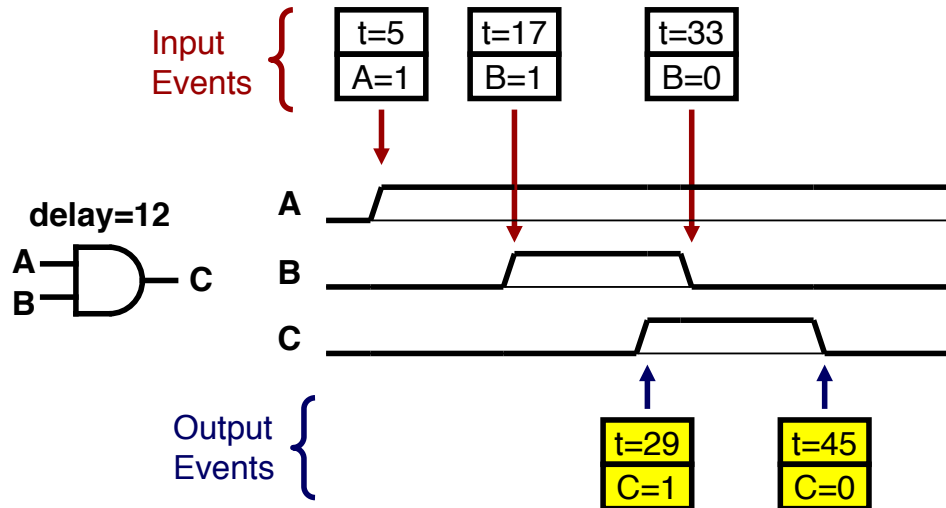 Input
Events
t=5
A=1
t=17
B=1
t=33
B=0
delay=12
A
B
C
A
B
C
Output
Events
t=29
C=1
t=45
C=0